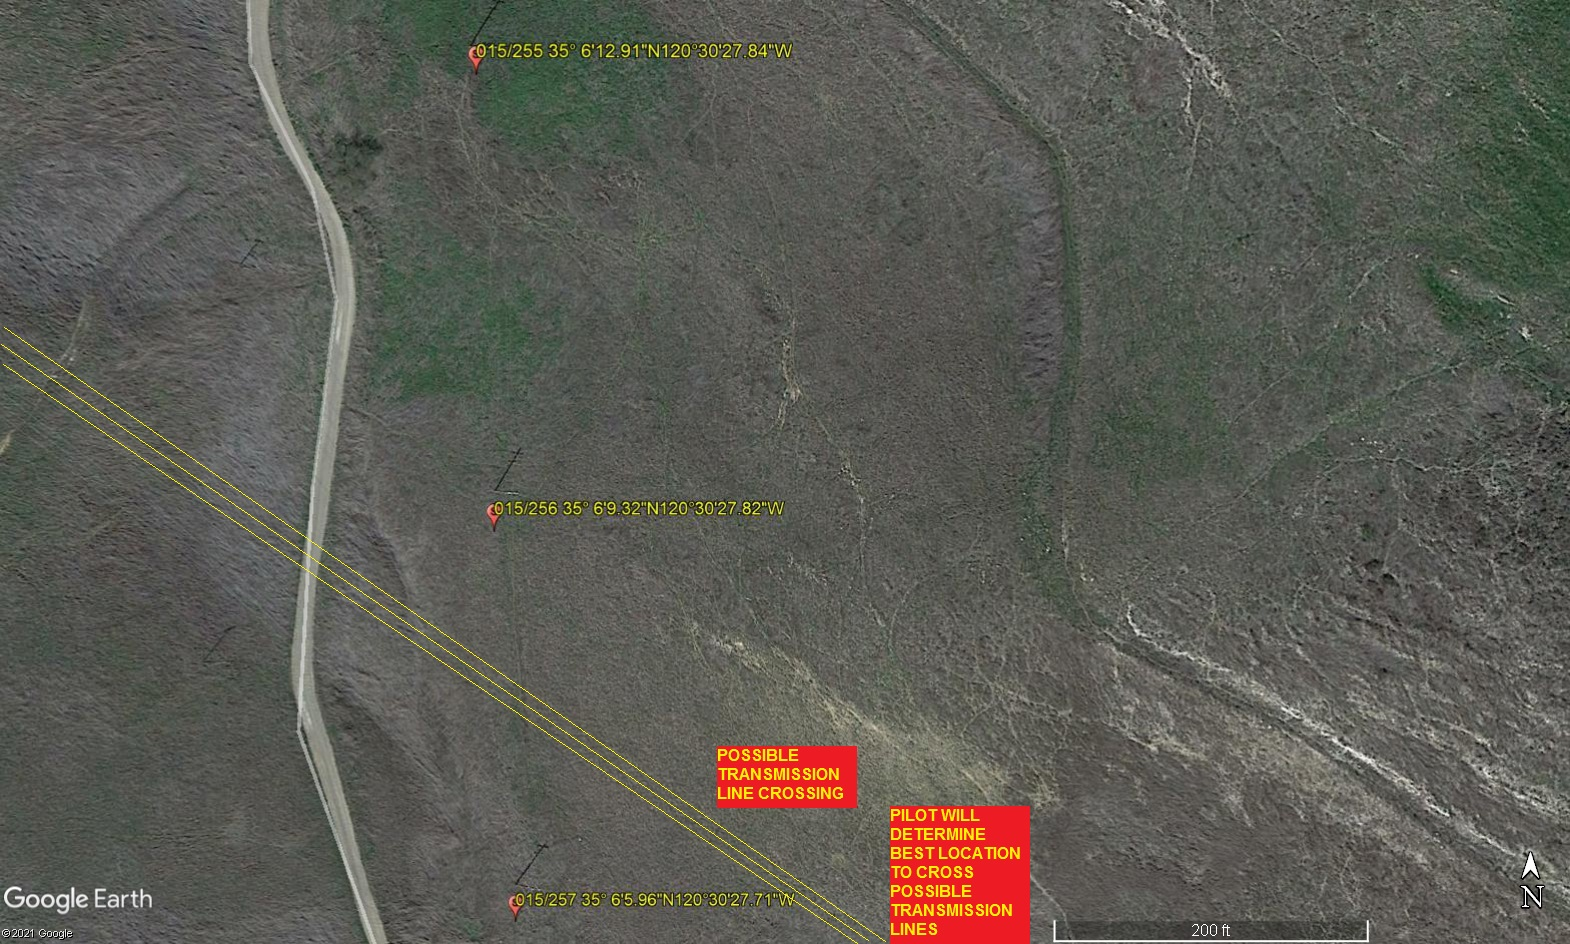 015/255 35° 6'12.91"N120°30'27.84"W
015/256 35° 6'9.32"N120°30'27.82"W
POSSIBLE
TRANSMISSION
LINE CROSSING
PILOT WILL
DETERMINE
BEST LOCATION
TO CROSS
POSSIBLE
TRANSMISSION
LINES
015/257 35° 6'5.96"N120°30'27.71"W
Google Earth
©2021 Google
N
200 ft